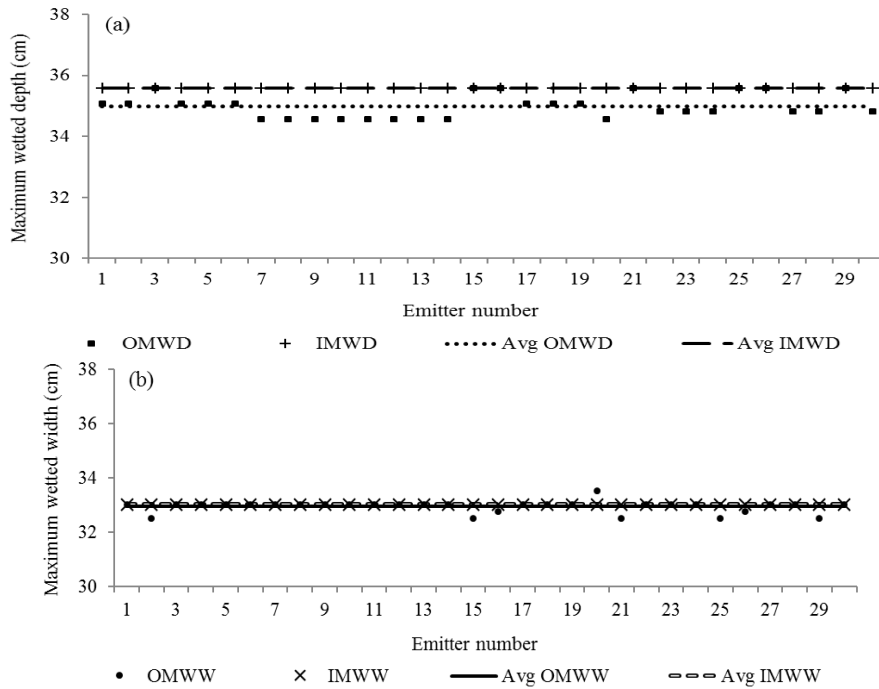 (a)
Maximum wetted depth (cm)
38
36
34
32
30
1 3 5 7 9 11 13 15 17 19 21 23 25 27 29
Emitter number
OMWD IMWD Avg OMWD Avg IMWD
(b)
Maximum wetted width (cm)
38
36
34
32
30
1 3 5 7 9 11 13 15 17 19 21 23 25 27 29
Emitter number
OMWW IMWW Avg OMWW Avg IMWW